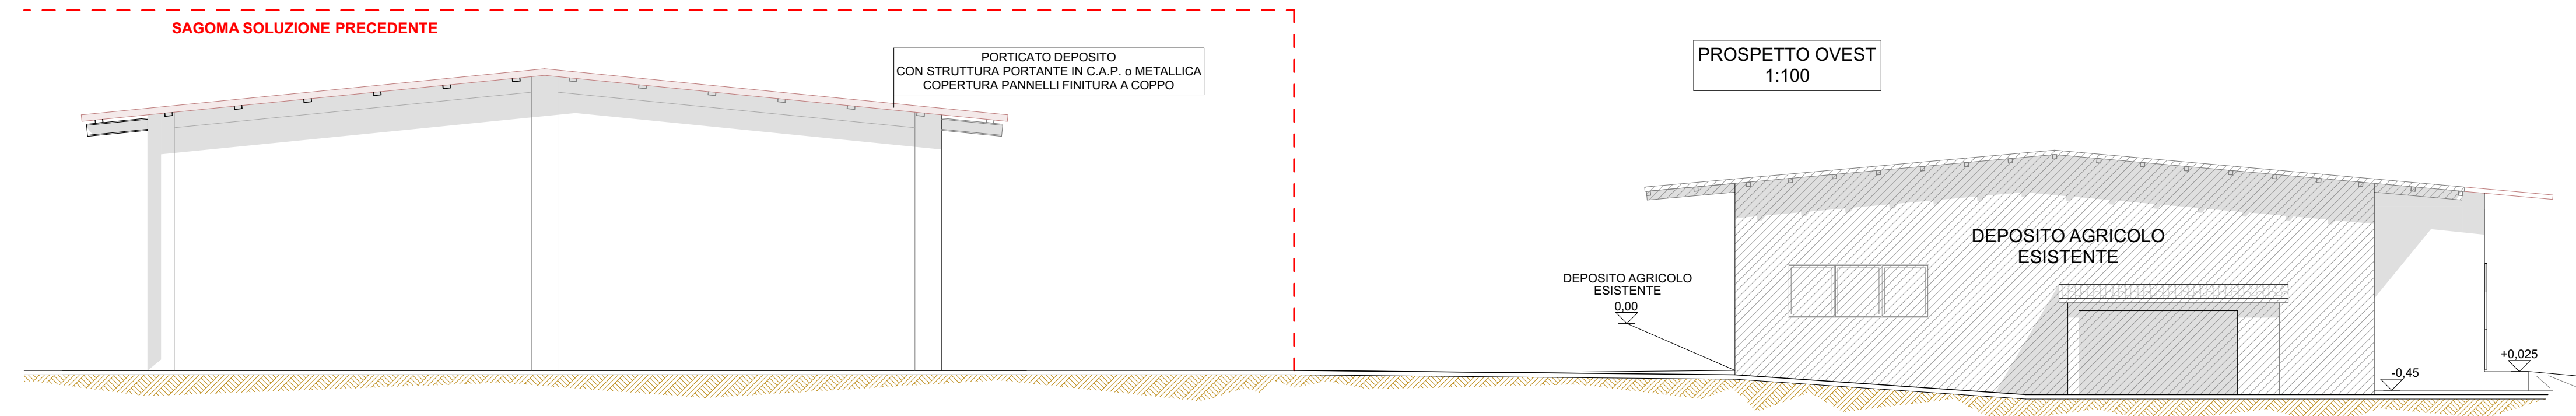 SAGOMA SOLUZIONE PRECEDENTE
PORTICATO DEPOSITO
CON STRUTTURA PORTANTE IN C.A.P. o METALLICA
COPERTURA PANNELLI FINITURA A COPPO
PROSPETTO OVEST
1:100
DEPOSITO AGRICOLO
ESISTENTE
0,00
DEPOSITO AGRICOLO
ESISTENTE
-0,45
+0,025